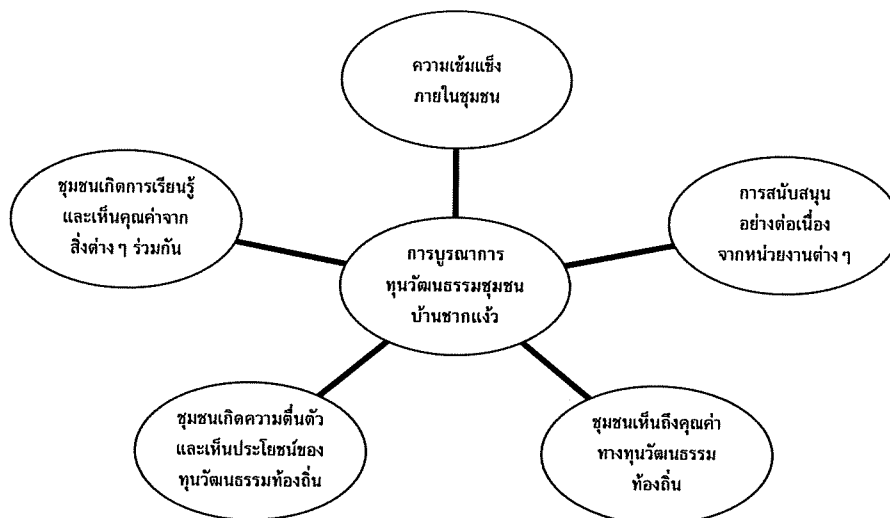 ความเข้มแข็ง
ภายในชุมชน
ชุมชนเกิดการเรียนรู้
และเห็นคุณค่าจาก
สิ่งต่าง ๆ ร่วมกัน
การสนับสนุน
อย่างต่อเนื่อง
จากหน่วยงานต่าง ๆ
การบูรณาการ
ทุนวัฒนธรรมชุมชน
บ้านชากแง้ว
ชุมชนเกิดความตื่นตัว
และเห็นประโยชน์ของ
ทุนวัฒนธรรมท้องถิ่น
ชุมชนเห็นถึงคุณค่า
ทางทุนวัฒนธรรม
ท้องถิ่น